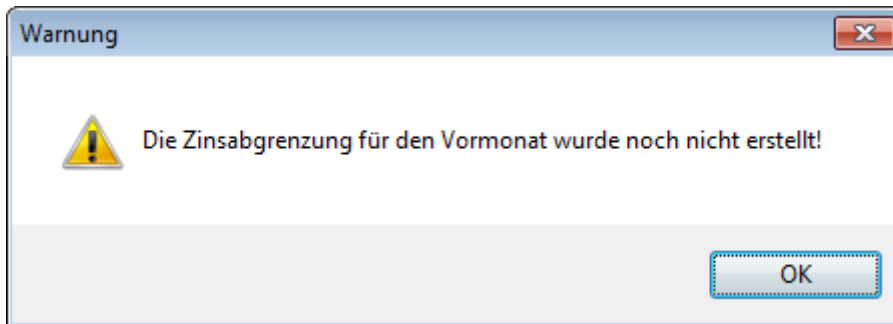 Warnung
Die Zinsabgrenzung für den Vormonat wurde noch nicht erstellt!
OK